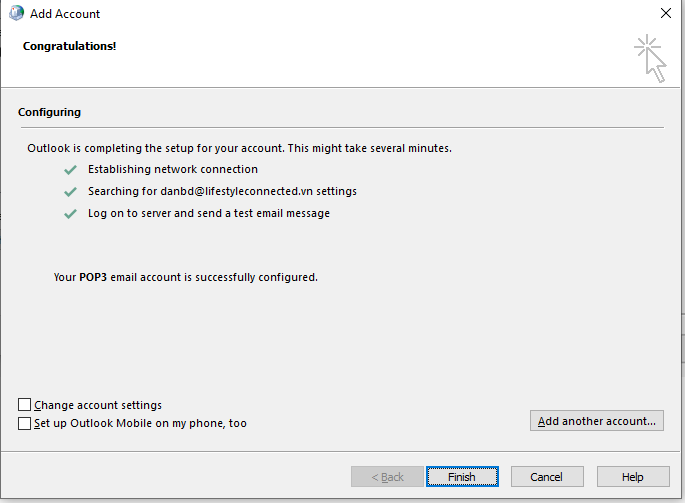 Add Account
Congratulations!
Configuring
Outlook is completing the setup for your account. This might take several minutes.
Establishing network connection
Searching for danbd@lifestyleconnected.vn settings
Log on to server and send a test email message
Your POP3 email account is successfully configured.
Change account settings
Set up Outlook Mobile on my phone, too
Add another account...
< Back Finish Cancel Help